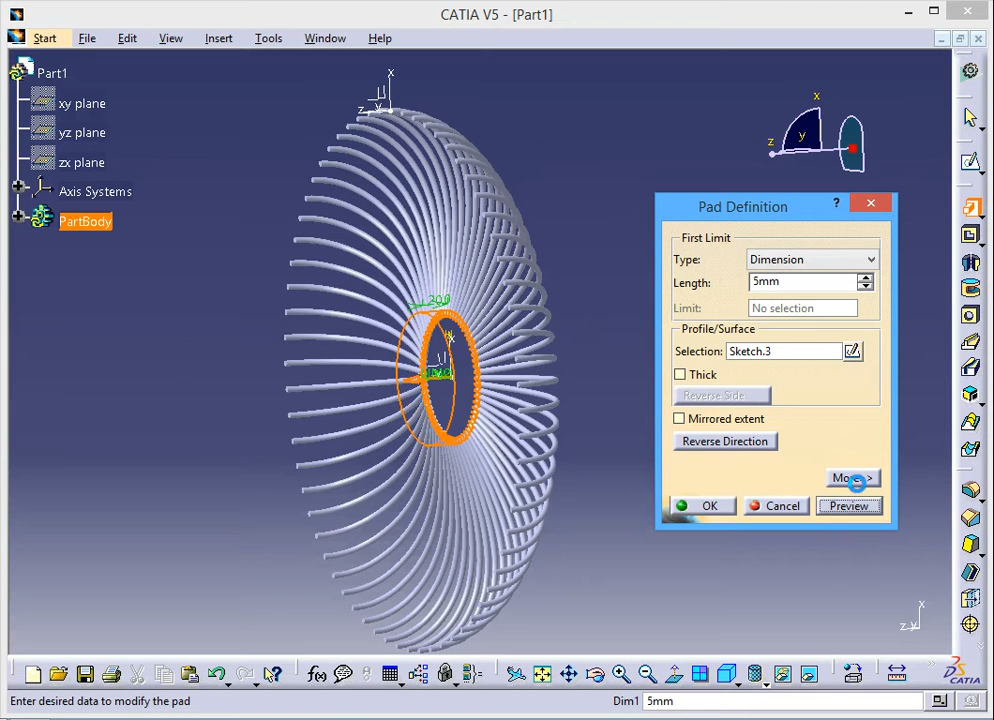 CATIA V5 - [Part1]
Start File Edit View Insert Tools Window Help
Part1
xy plane
yz plane
zx plane
Axis Systems
PartBody
x
z
y
x
y
z
Pad Definition
?
First Limit
Type: Dimension
Length: 5mm
Limit: No selection
Profile/Surface
Selection: Sketch.3
Thick
Reverse Side
Mirrored extent
Reverse Direction
More>>
OK Cancel Preview
x
z y
f(x)
CATIA
Enter desired data to modify the pad
Dim1 5mm